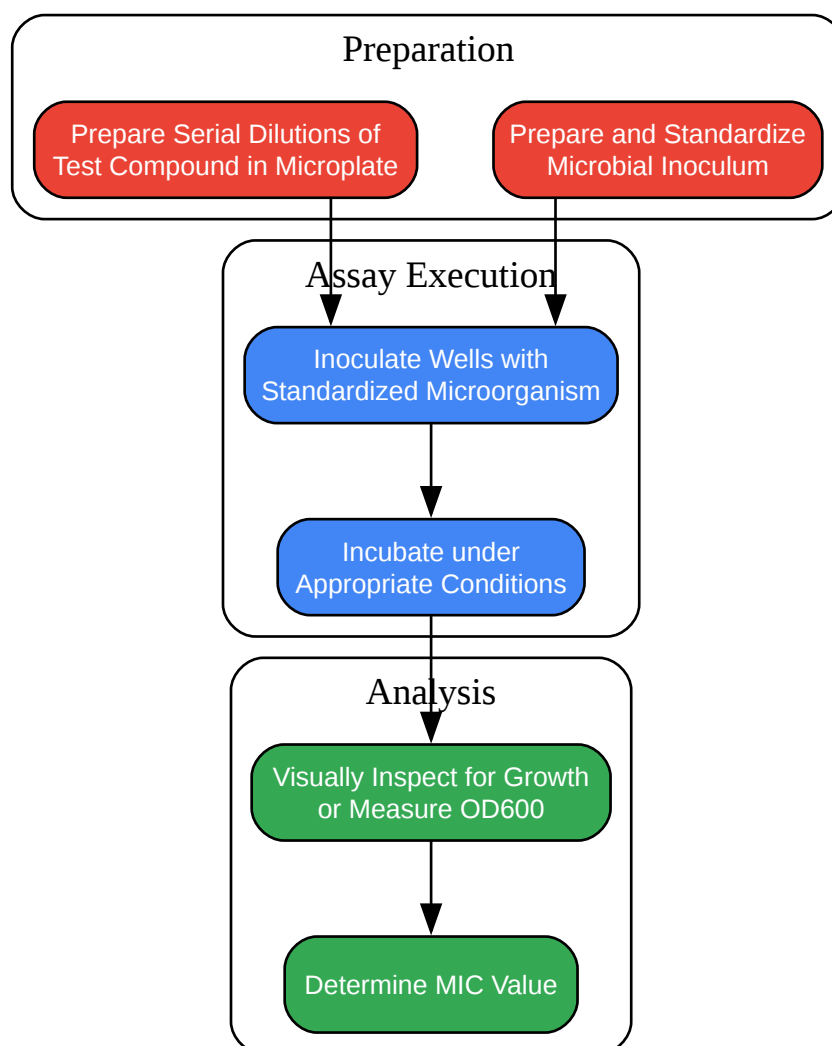 Preparation
Prepare Serial Dilutions of
Test Compound in Microplate
Prepare and Standardize
Microbial Inoculum
Assay Execution
Inoculate Wells with
Standardized Microorganism
Incubate under
Appropriate Conditions
Analysis
Visually Inspect for Growth
or Measure OD600
Determine MIC Value